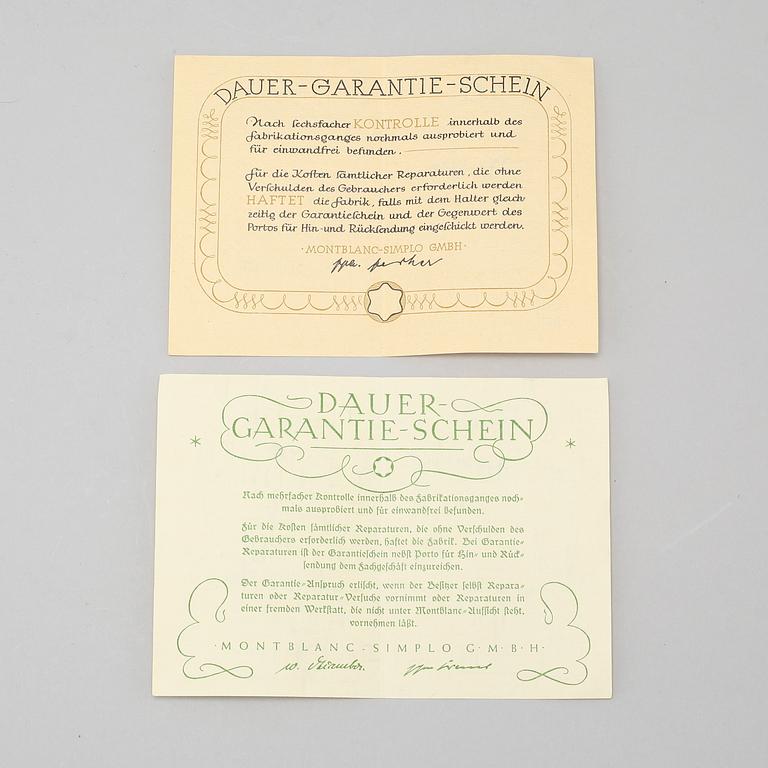 DAUER-GARANTIE-SCHEIN
Nach ſechsfacher KONTROLLE innerhalb des
Fabrikationsganges nochmals ausprobiert und
für einwandfrei befunden.
Für die Koſten ſämtlicher Reparaturen, die ohne
Verſchulden des Gebrauchers erforderlich werden
HAFTET die Fabrik, falls mit dem Halter gleich
zeitig der Garantieſchein und der Gegenwert des
Portos für Hin- und Rückſendung eingeſchickt werden.
·MONTBLANC-SIMPLO GMBH·
DAUER-
GARANTIE-SCHEIN
Nach mehrfacher Kontrolle innerhalb des Fabrikationsganges noch-
mals ausprobiert und für einwandfrei befunden.
Für die Koſten ſämtlicher Reparaturen, die ohne Verſchulden des
Gebrauchers erforderlich werden, haftet die Fabrik. Bei Garantie-
Reparaturen iſt der Garantieſchein nebſt Porto für Hin- und Rück-
ſendung dem Fachgeſchäft einzureichen.
Der Garantie-Anſpruch erliſcht, wenn der Beſitzer ſelbſt Repara-
turen oder Reparatur-Verſuche vornimmt oder Reparaturen in
einer fremden Werkſtatt, die nicht unter Montblanc-Aufſicht ſteht,
vornehmen läßt.
·MONTBLANC-SIMPLO G·M·B·H·